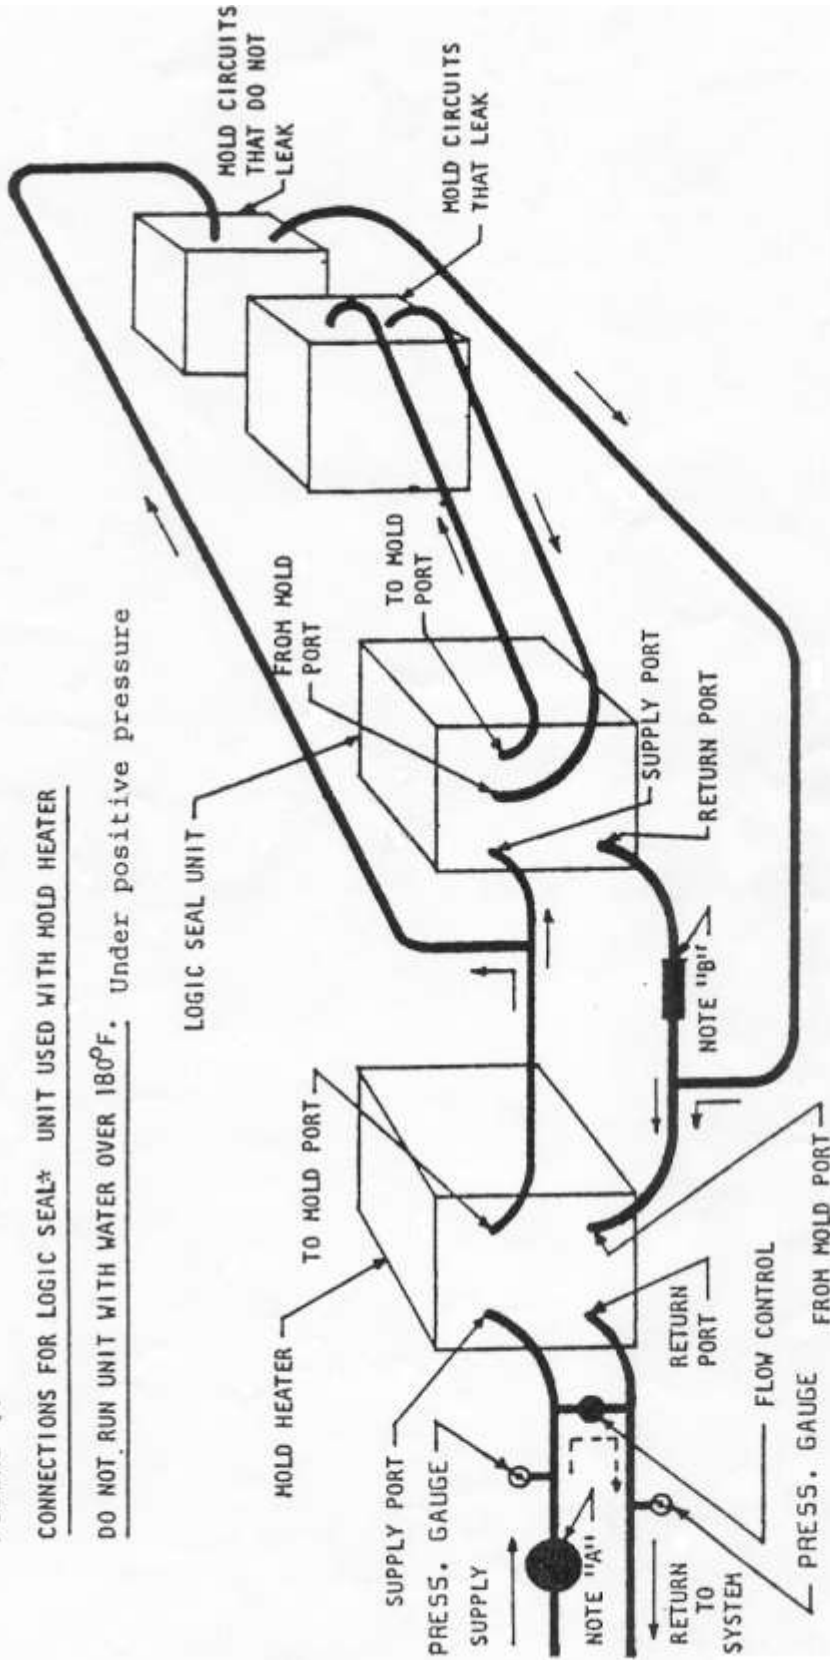 CONNECTIONS FOR LOGIC SEAL* UNIT USED WITH MOLD HEATER
DO NOT RUN UNIT WITH WATER OVER 180°F. Under positive pressure
LOGIC SEAL UNIT
MOLD HEATER
TO MOLD PORT
FROM MOLD
PORT
TO MOLD
PORT
MOLD CIRCUITS
THAT DO NOT
LEAK
MOLD CIRCUITS
THAT LEAK
SUPPLY PORT
PRESS. GAUGE
SUPPLY
NOTE "A"
RETURN
TO
SYSTEM
RETURN
PORT
FLOW CONTROL
PRESS. GAUGE
FROM MOLD PORT
NOTE "B"
SUPPLY PORT
RETURN PORT